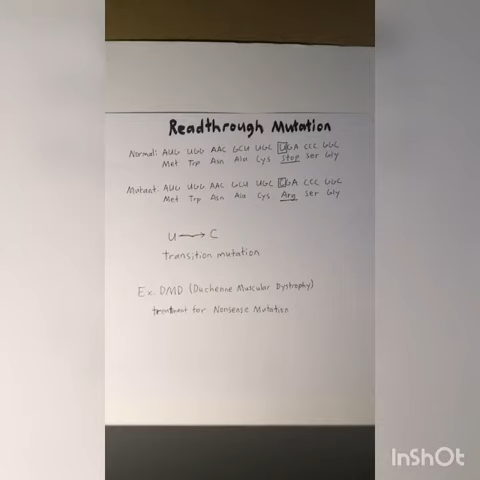 Readthrough Mutation
Normal: AUG UGG AAC GCU UGC UGA CCC GGC
Met Trp Asn Ala Cys Stop Ser Gly
Mutant: AUG UGG AAC GCU UGC CGA CCC GGC
Met Trp Asn Ala Cys Arg Ser Gly
U → C
transition mutation
Ex. DMD (Duchenne Muscular Dystrophy)
treatment for Nonsense Mutation
InShOt